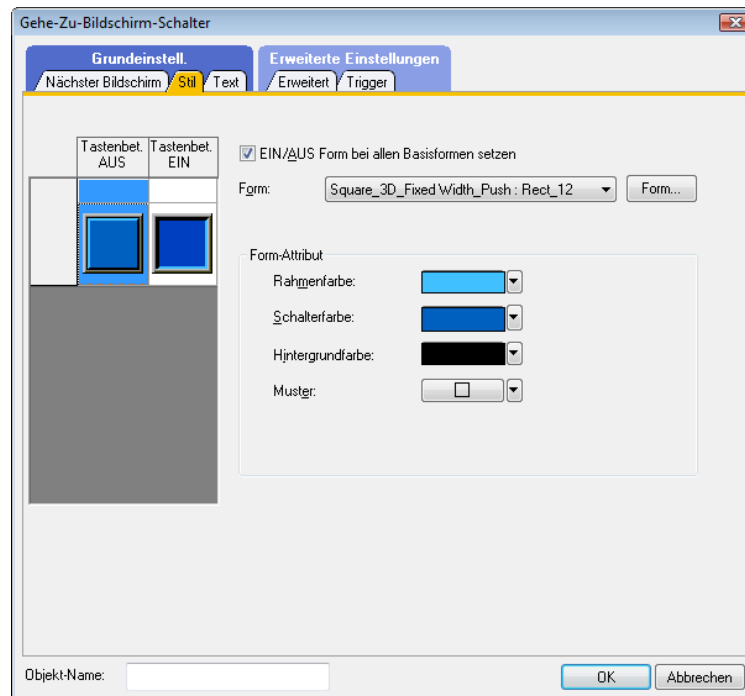 Gehe-Zu-Bildschirm-Schalter
Grundeinstell.
Erweiterte Einstellungen
Nächster Bildschirm Stil Text Erweitert Trigger
Tastenbet. AUS
Tastenbet. EIN
EIN/AUS Form bei allen Basisformen setzen
Form: Square_3D_Fixed Width_Push : Rect_12 Form...
Form-Attribut
Rahmenfarbe:
Schalterfarbe:
Hintergrundfarbe:
Muster:
Objekt-Name:
OK Abbrechen